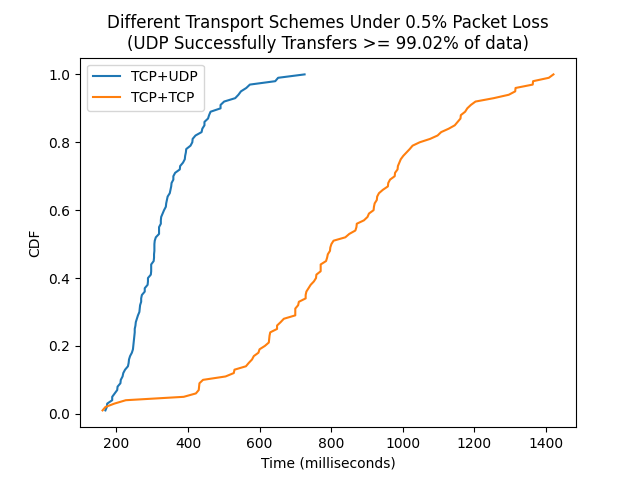 Different Transport Schemes Under 0.5% Packet Loss
(UDP Successfully Transfers >= 99.02% of data)
TCP+UDP
TCP+TCP
1.0
0.8
0.6
0.4
0.2
0.0
CDF
200 400 600 800 1000 1200 1400
Time (milliseconds)